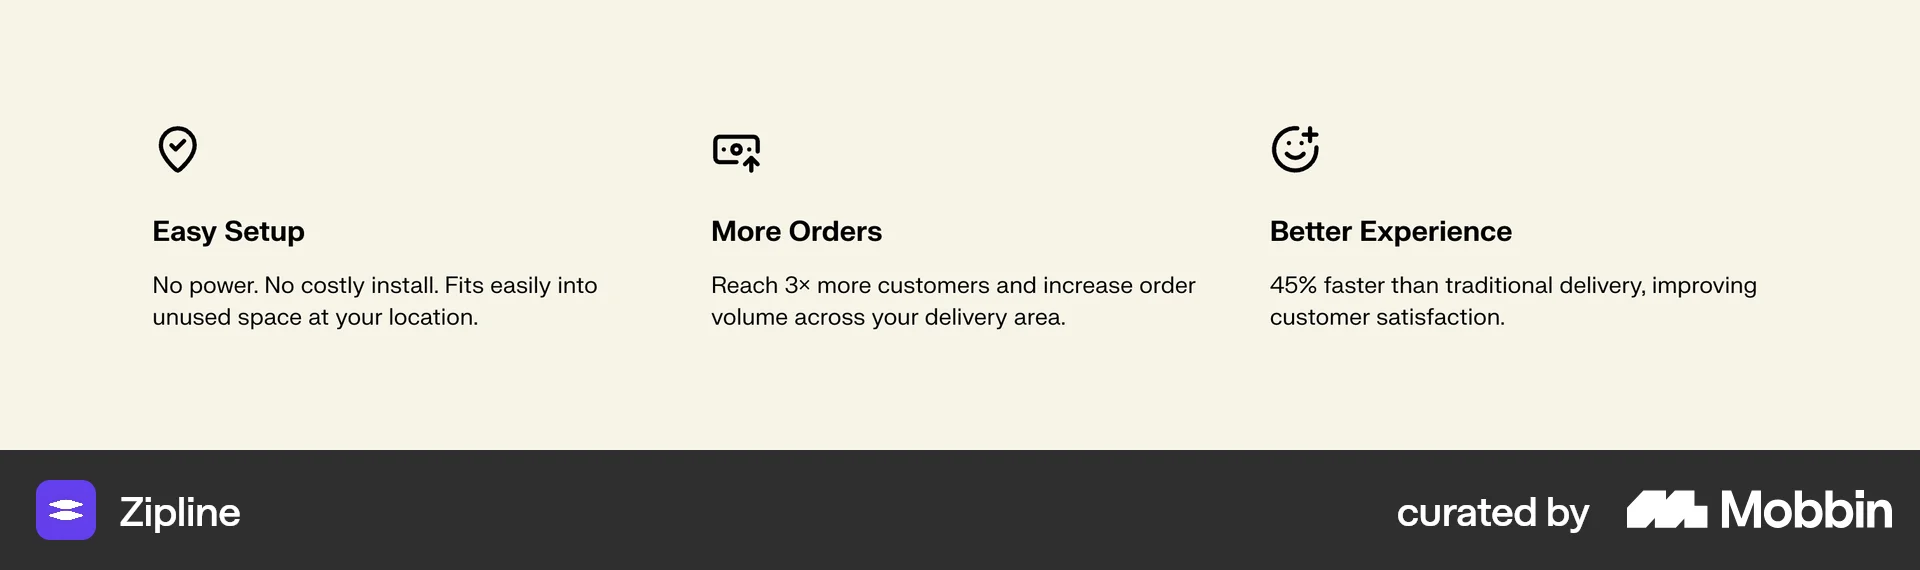 Easy Setup
No power. No costly install. Fits easily into
unused space at your location.
More Orders
Reach 3× more customers and increase order
volume across your delivery area.
Better Experience
45% faster than traditional delivery, improving
customer satisfaction.
Zipline
curated by Mobbin